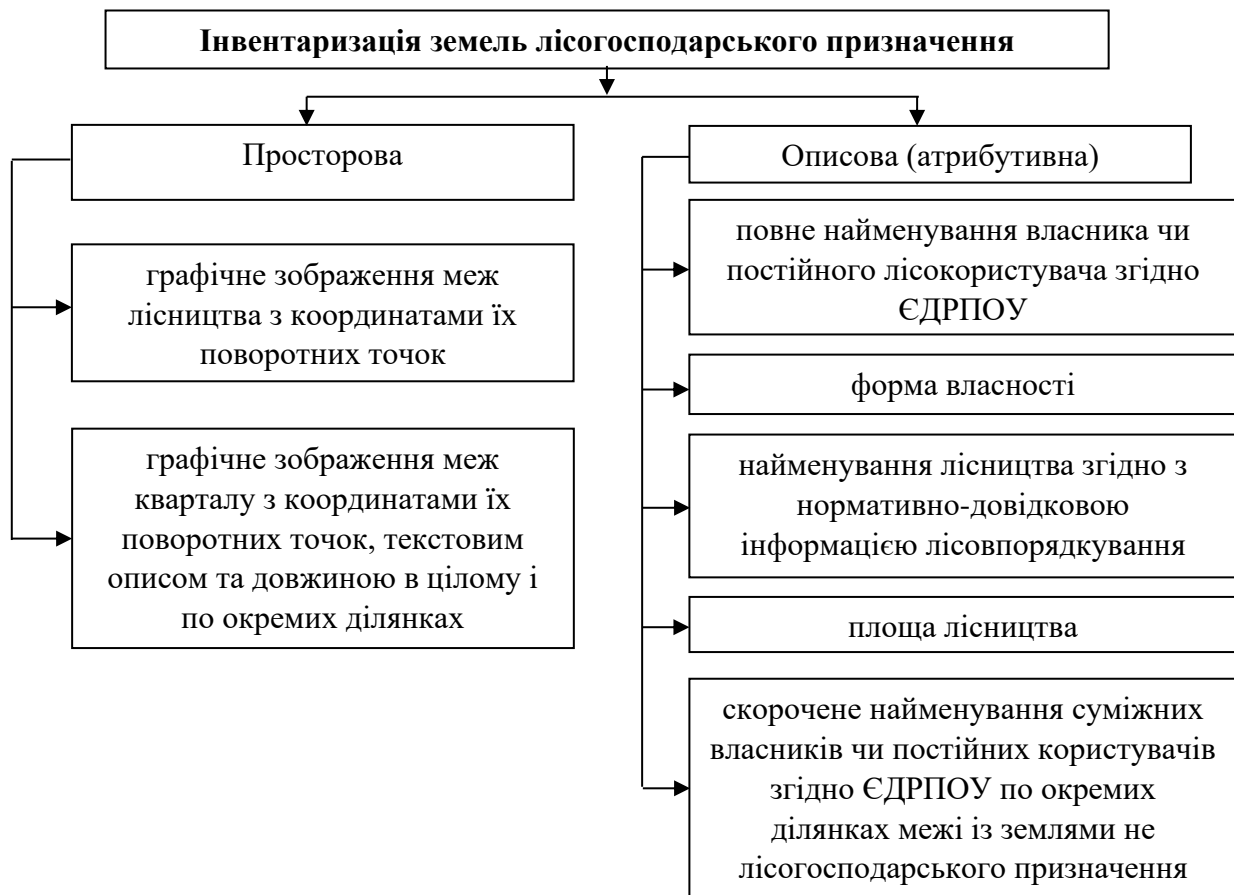 Інвентаризація земель лісогосподарського призначення
Просторова
графічне зображення меж
лісництва з координатами їх
поворотних точок
графічне зображення меж
кварталу з координатами їх
поворотних точок, текстовим
описом та довжиною в цілому і
по окремих ділянках
Описова (атрибутивна)
повне найменування власника чи
постійного лісокористувача згідно
ЄДРПОУ
форма власності
найменування лісництва згідно з
нормативно-довідковою
інформацією лісовпорядкування
площа лісництва
скорочене найменування суміжних
власників чи постійних користувачів
згідно ЄДРПОУ по окремих
ділянках межі із землями не
лісогосподарського призначення